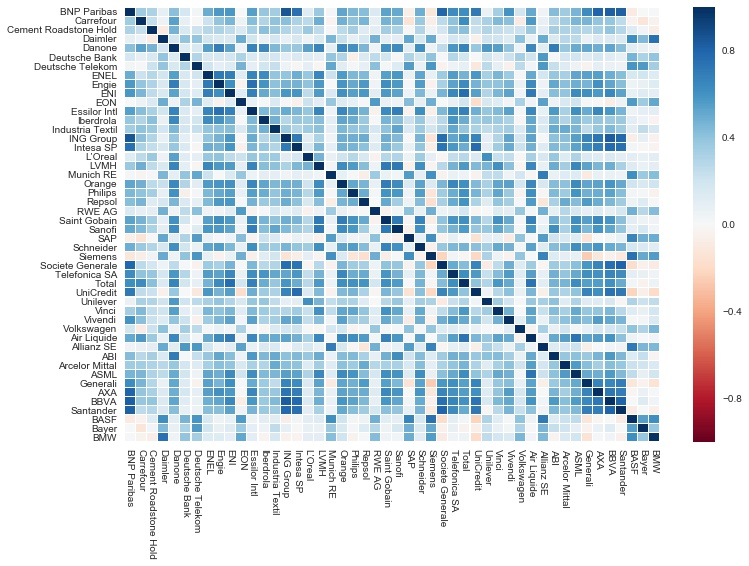 BNP Paribas
Carrefour
Cement Roadstone Hold
Daimler
Danone
Deutsche Bank
Deutsche Telekom
ENEL
Engie
ENI
EON
Essilor Intl
Iberdrola
Industria Textil
ING Group
Intesa SP
L'Oreal
LVMH
Munich RE
Orange
Philips
Repsol
RWE AG
Saint Gobain
Sanofi
SAP
Schneider
Siemens
Societe Generale
Telefonica SA
Total
UniCredit
Unilever
Vinci
Vivendi
Volkswagen
Air Liquide
Allianz SE
ABI
Arcelor Mittal
ASML
Generali
AXA
BBVA
Santander
BASF
Bayer
BMW
BNP Paribas
Carrefour
Cement Roadstone Hold
Daimler
Danone
Deutsche Bank
Deutsche Telekom
ENEL
Engie
ENI
EON
Essilor Intl
Iberdrola
Industria Textil
ING Group
Intesa SP
L'Oreal
LVMH
Munich RE
Orange
Philips
Repsol
RWE AG
Saint Gobain
Sanofi
SAP
Schneider
Siemens
Societe Generale
Telefonica SA
Total
UniCredit
Unilever
Vinci
Vivendi
Volkswagen
Air Liquide
Allianz SE
ABI
Arcelor Mittal
ASML
Generali
AXA
BBVA
Santander
BASF
Bayer
BMW
0.8
0.4
0.0
−0.4
−0.8